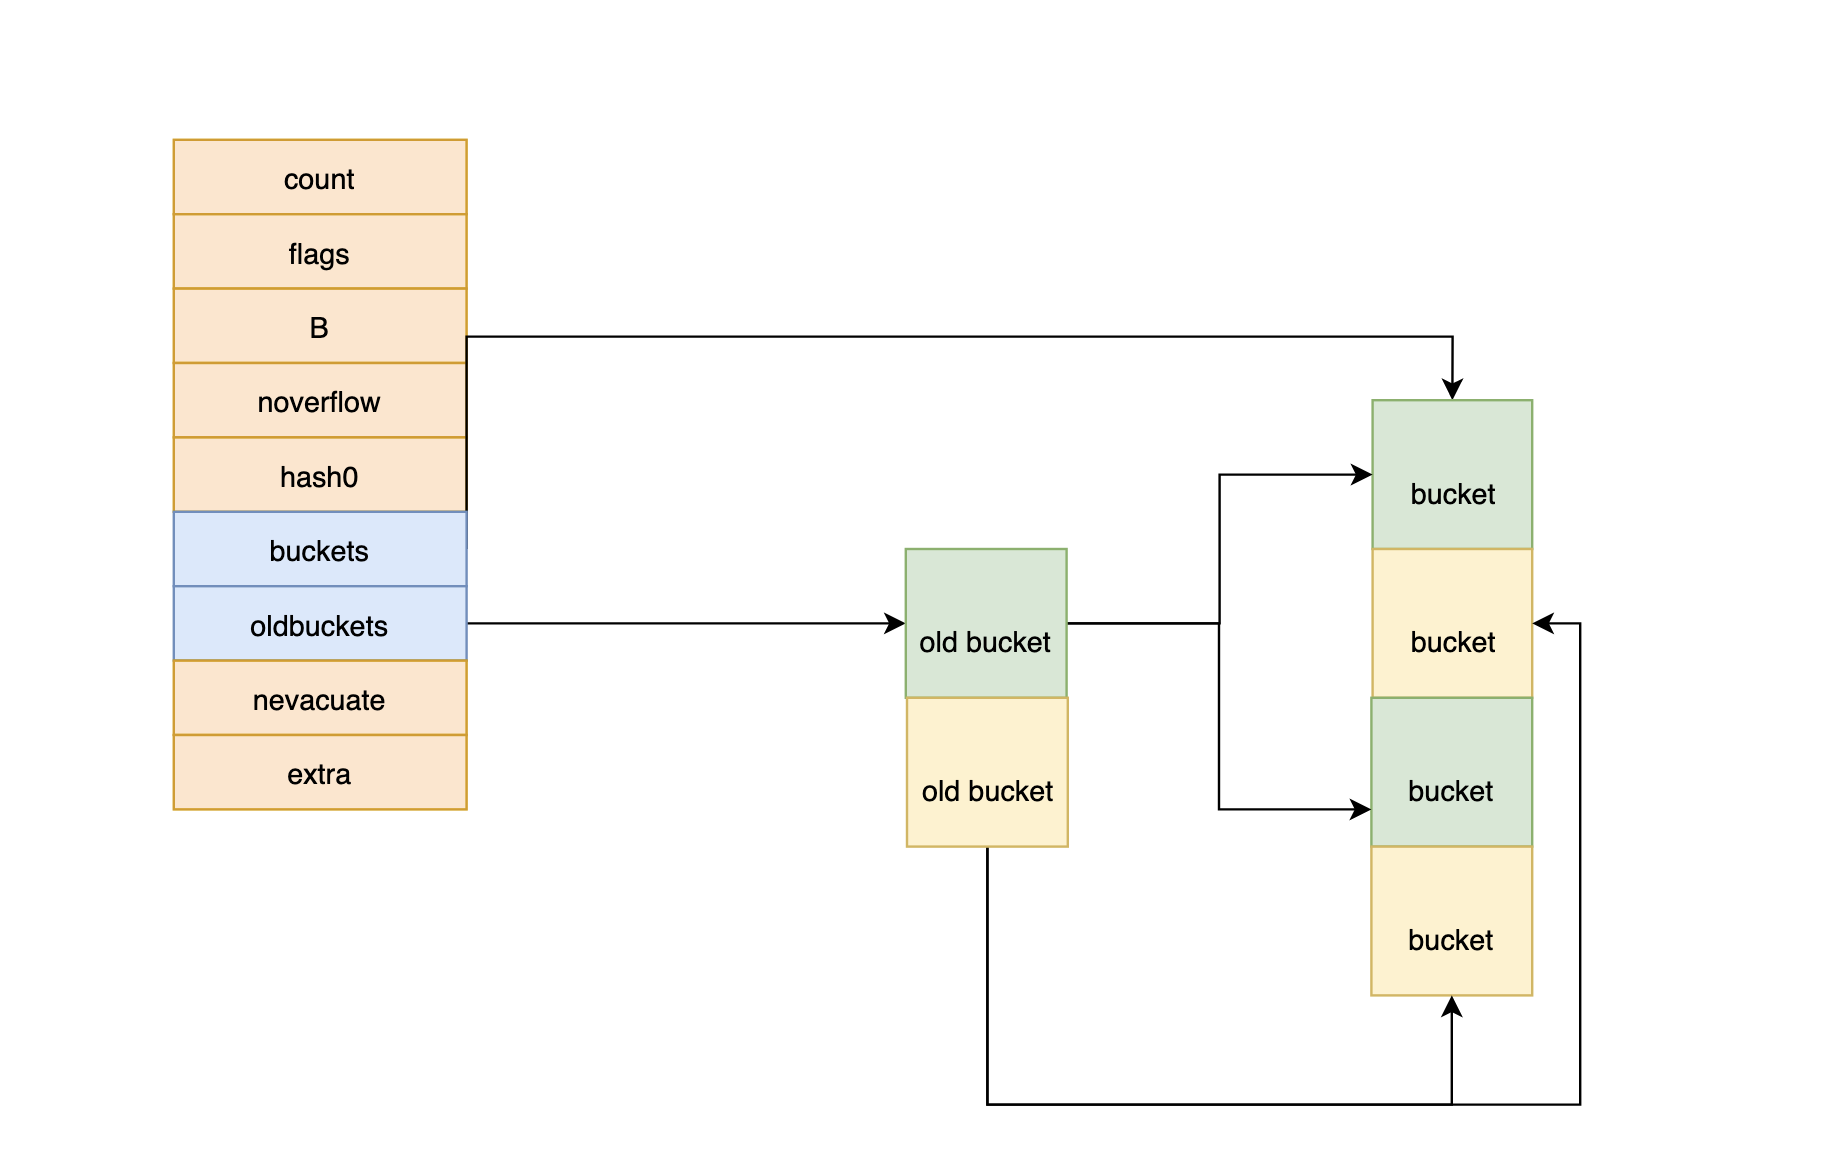 count
flags
B
noverflow
hash0
buckets
oldbuckets
nevacuate
extra
old bucket
old bucket
bucket
bucket
bucket
bucket